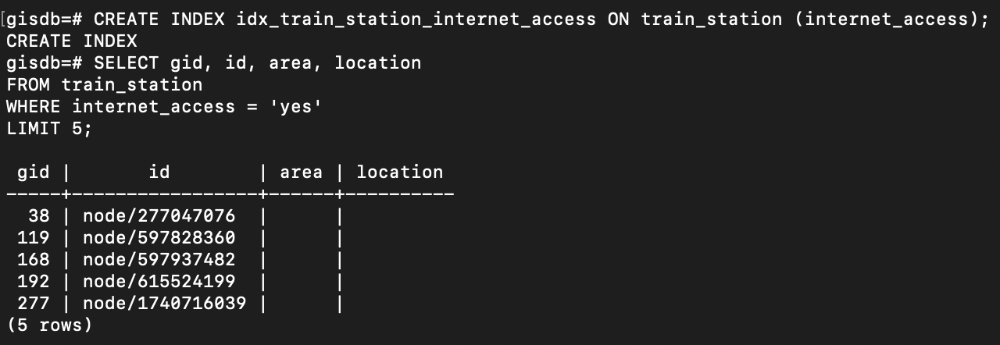 [gisdb=# CREATE INDEX idx_train_station_internet_access ON train_station (internet_access);
CREATE INDEX
gisdb=# SELECT gid, id, area, location
FROM train_station
WHERE internet_access = 'yes'
LIMIT 5;

 gid |       id        | area | location
-----+-----------------+------+----------
  38 | node/277047076  |      |
 119 | node/597828360  |      |
 168 | node/597937482  |      |
 192 | node/615524199  |      |
 277 | node/1740716039 |      |
(5 rows)